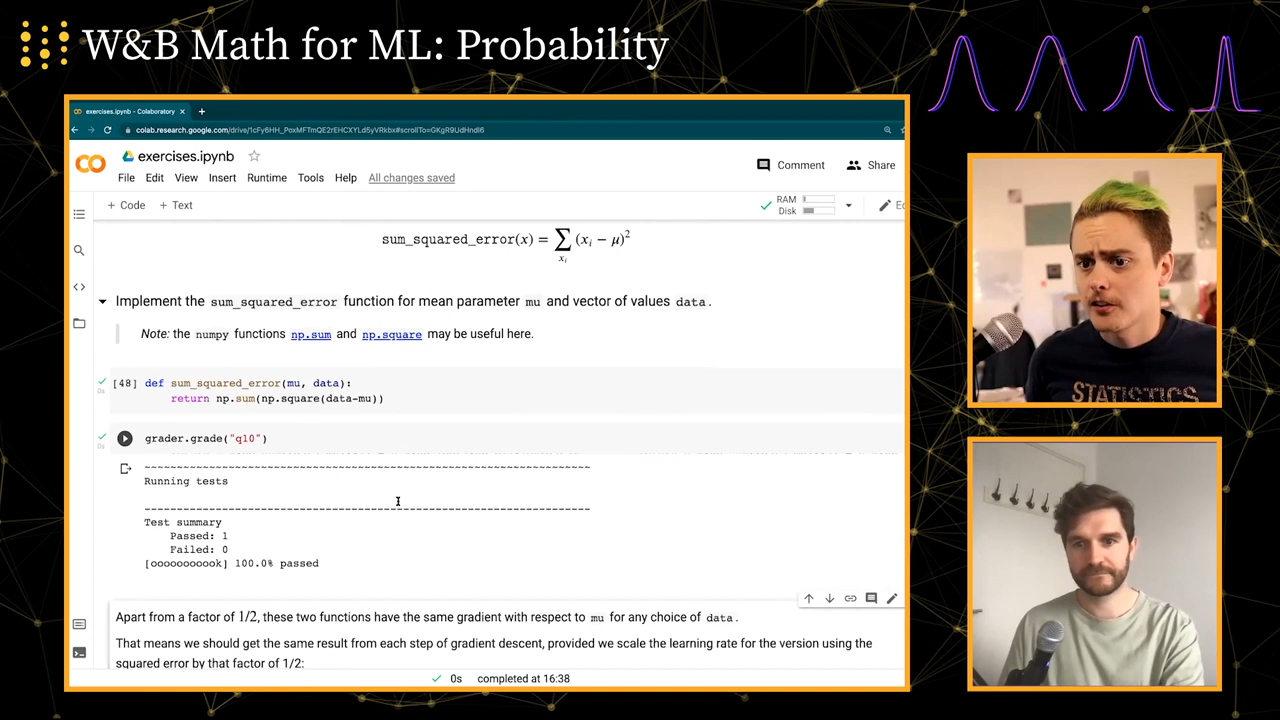 W&B Math for ML: Probability
exercises.ipynb - Colaboratory
colab.research.google.com/drive/1cFy6HH_PoxMFTmQE2rEHCXYLd5yVRkbx#scrollTo=GKgR9UdHndl6
exercises.ipynb
File Edit View Insert Runtime Tools Help All changes saved
Comment Share
+ Code + Text
RAM
Disk
sum_squared_error(x) = ∑ (xᵢ − μ)²
xᵢ
Implement the sum_squared_error function for mean parameter mu and vector of values data.
Note: the numpy functions np.sum and np.square may be useful here.
[48] def sum_squared_error(mu, data):
return np.sum(np.square(data-mu))
0s
grader.grade("q10")
0s
~~~~~~~~~~~~~~~~~~~~~~~~~~~~~~~~~~~~~~~~~~~~~~~~~~~~~~~~~~~~~~~~~~~~~
Running tests
---------------------------------------------------------------------
Test summary
Passed: 1
Failed: 0
[ooooooooook] 100.0% passed
Apart from a factor of 1/2, these two functions have the same gradient with respect to mu for any choice of data.
That means we should get the same result from each step of gradient descent, provided we scale the learning rate for the version using the
squared error by that factor of 1/2:
0s completed at 16:38
STATISTICS